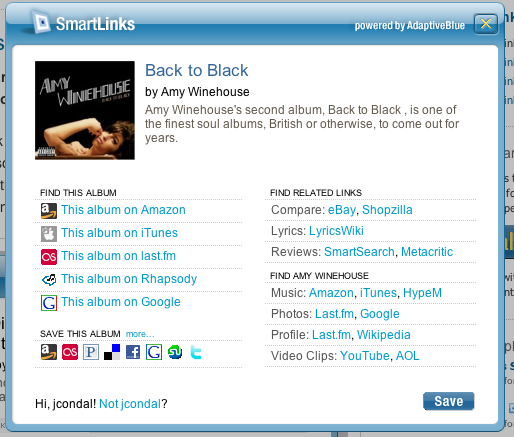 SmartLinks
powered by AdaptiveBlue
AMY
WINEHOUSE
BACK TO BLACK
Back to Black
by Amy Winehouse
Amy Winehouse's second album, Back to Black , is one of
the finest soul albums, British or otherwise, to come out for
years.
FIND THIS ALBUM
This album on Amazon
This album on iTunes
This album on last.fm
This album on Rhapsody
This album on Google
SAVE THIS ALBUM more...
FIND RELATED LINKS
Compare: eBay, Shopzilla
Lyrics: LyricsWiki
Reviews: SmartSearch, Metacritic
FIND AMY WINEHOUSE
Music: Amazon, iTunes, HypeM
Photos: Last.fm, Google
Profile: Last.fm, Wikipedia
Video Clips: YouTube, AOL
Hi, jcondal! Not jcondal?
Save